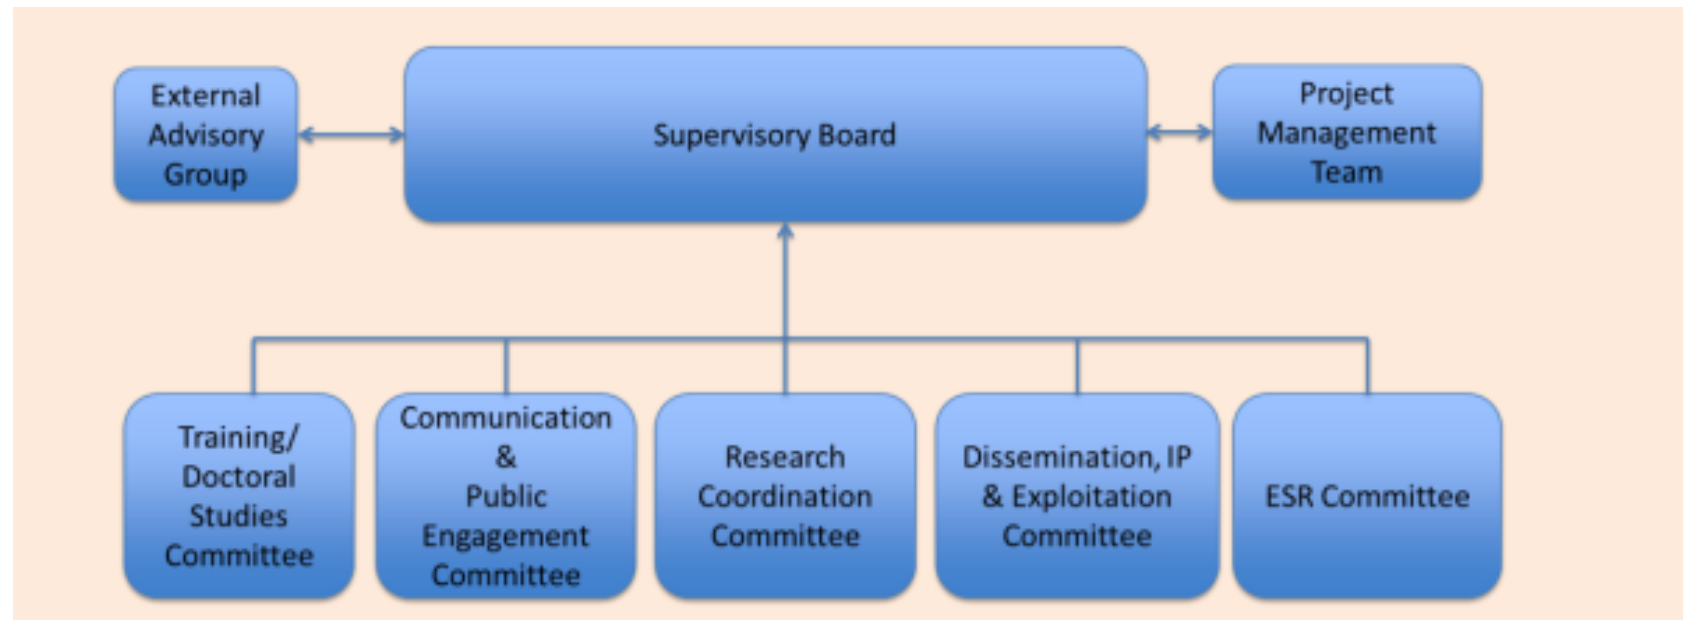 External
Advisory
Group
Supervisory Board
Project
Management
Team
Training/
Doctoral
Studies
Committee
Communication
&
Public
Engagement
Committee
Research
Coordination
Committee
Dissemination, IP
& Exploitation
Committee
ESR Committee